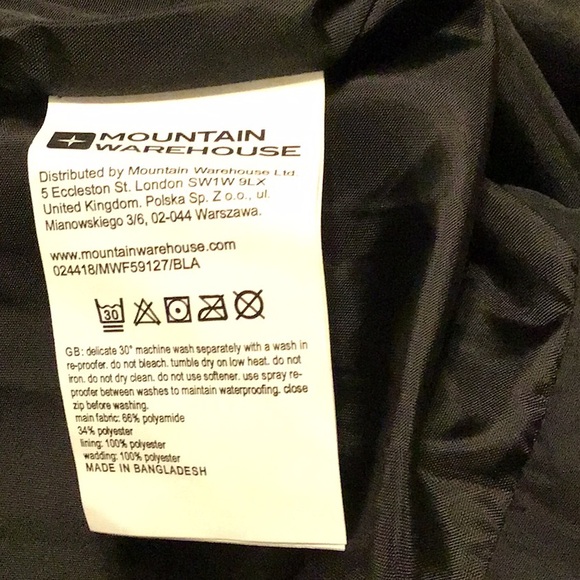 MOUNTAIN
WAREHOUSE
Distributed by Mountain Warehouse Ltd.
5 Eccleston St. London SW1W 9LX
United Kingdom. Polska Sp. Z o.o., ul.
Mianowskiego 3/6, 02-044 Warszawa.
www.mountainwarehouse.com
024418/MWF59127/BLA
30
GB: delicate 30° machine wash separately with a wash in
re-proofer. do not bleach. tumble dry on low heat. do not
iron. do not dry clean. do not use softener. use spray re-
proofer between washes to maintain waterproofing. close
zip before washing.
main fabric: 66% polyamide
34% polyester
lining: 100% polyester
wadding: 100% polyester
MADE IN BANGLADESH